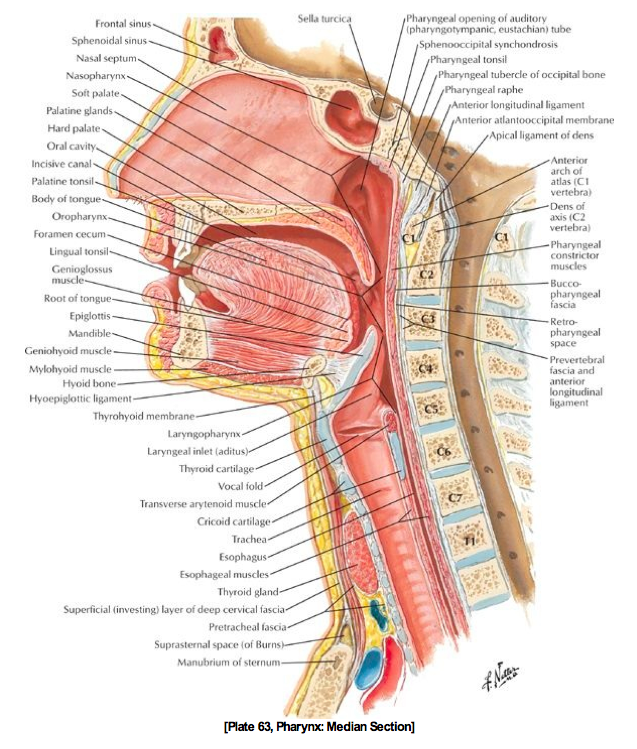 Frontal sinus
Sphenoidal sinus
Nasal septum
Nasopharynx
Soft palate
Palatine glands
Hard palate
Oral cavity
Incisive canal
Palatine tonsil
Body of tongue
Oropharynx
Foramen cecum
Lingual tonsil
Genioglossus
muscle
Root of tongue
Epiglottis
Mandible
Geniohyoid muscle
Mylohyoid muscle
Hyoid bone
Hyoepiglottic ligament
Thyrohyoid membrane
Laryngopharynx
Laryngeal inlet (aditus)
Thyroid cartilage
Vocal fold
Transverse arytenoid muscle
Cricoid cartilage
Trachea
Esophagus
Esophageal muscles
Thyroid gland
Superficial (investing) layer of deep cervical fascia
Pretracheal fascia
Suprasternal space (of Burns)
Manubrium of sternum
Sella turcica
Pharyngeal opening of auditory
(pharyngotympanic, eustachian) tube
Sphenooccipital synchondrosis
Pharyngeal tonsil
Pharyngeal tubercle of occipital bone
Pharyngeal raphe
Anterior longitudinal ligament
Anterior atlantooccipital membrane
Apical ligament of dens
Anterior
arch of
atlas (C1
vertebra)
Dens of
axis (C2
vertebra)
Pharyngeal
constrictor
muscles
Bucco-
pharyngeal
fascia
Retro-
pharyngeal
space
Prevertebral
fascia and
anterior
longitudinal
ligament
C1
C1
C2
C3
C4
C5
C6
C7
T1
F. Netter
[Plate 63, Pharynx: Median Section]